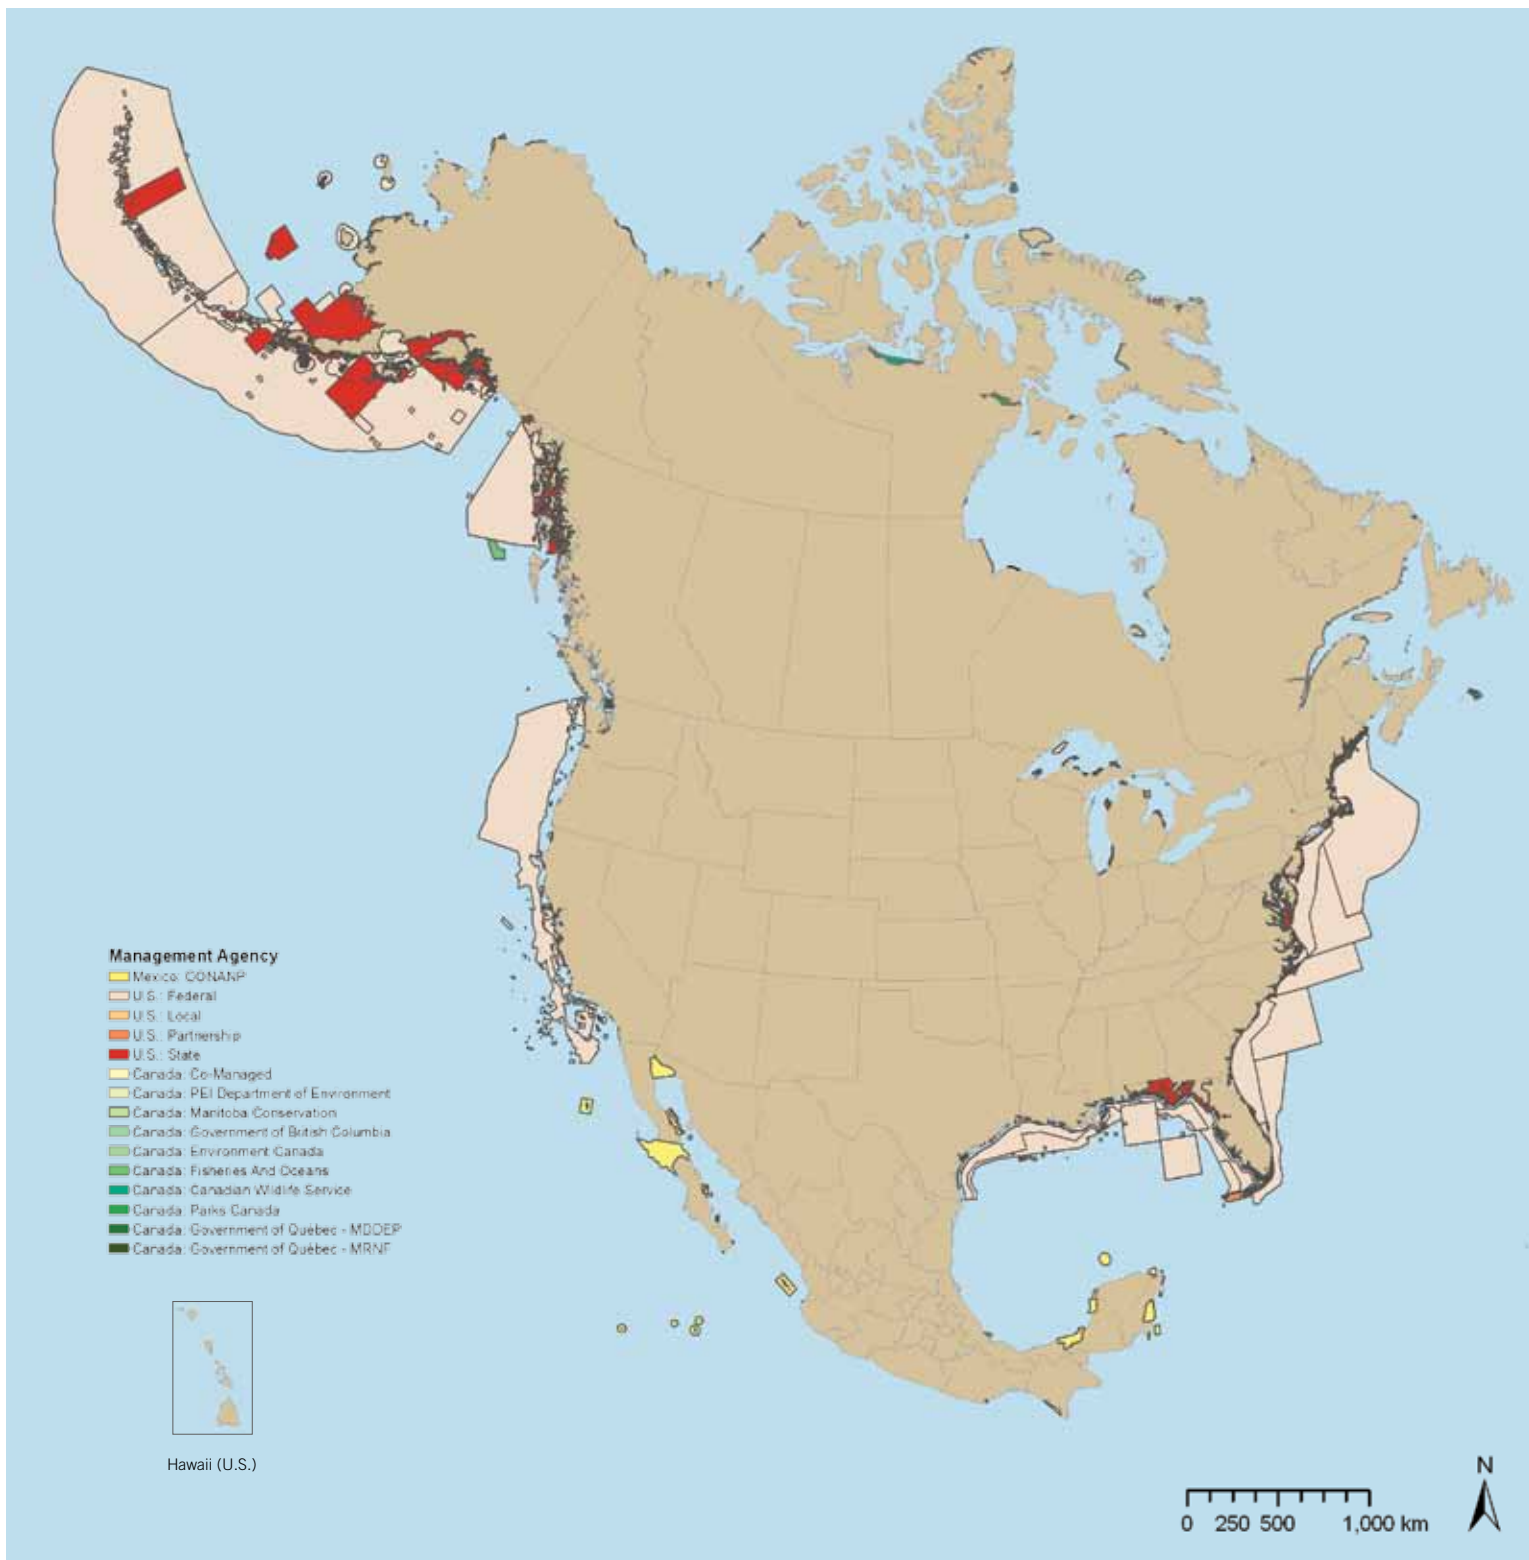 Management Agency
Mexico: CONANP
U.S.: Federal
U.S.: Local
U.S.: Partnership
U.S.: State
Canada: Co-Managed
Canada: PEI Department of Environment
Canada: Manitoba Conservation
Canada: Government of British Columbia
Canada: Environment Canada
Canada: Fisheries And Oceans
Canada: Canadian Wildlife Service
Canada: Parks Canada
Canada: Government of Québec - MDDEP
Canada: Government of Québec - MRNF
Hawaii (U.S.)
N
0 250 500 1,000 km